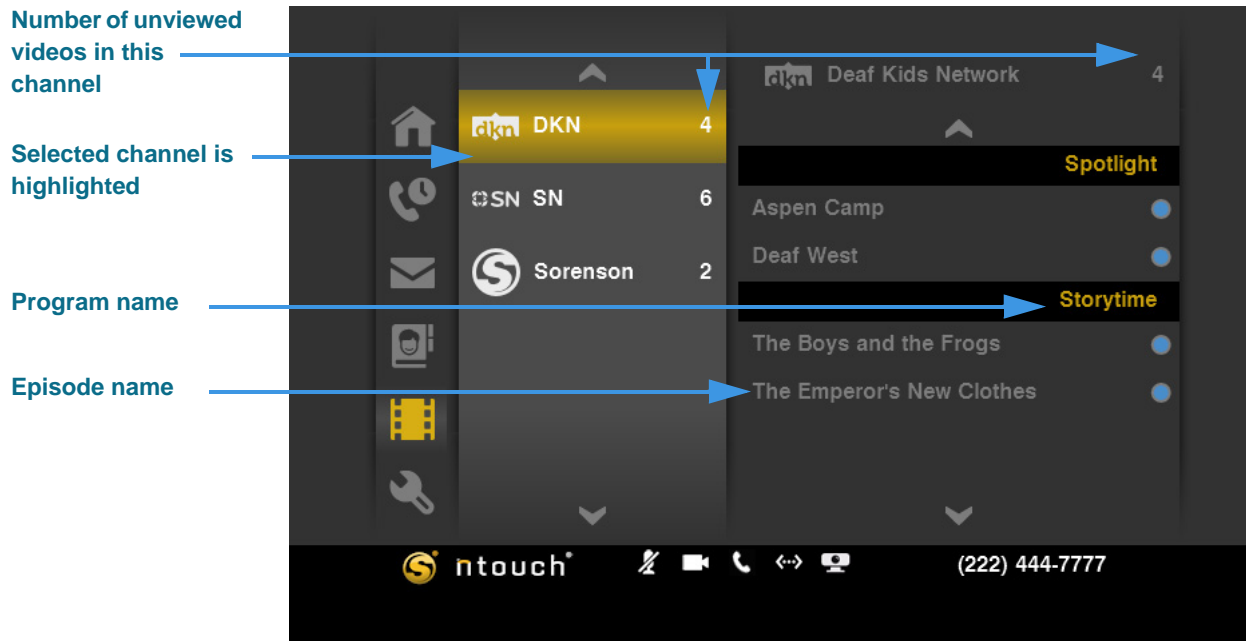 Number of unviewed
videos in this
channel
Selected channel is
highlighted
Program name
Episode name
dkn DKN 4
SN SN 6
S Sorenson 2
dkn Deaf Kids Network 4
Spotlight
Aspen Camp
Deaf West
Storytime
The Boys and the Frogs
The Emperor's New Clothes
S ntouch (222) 444-7777